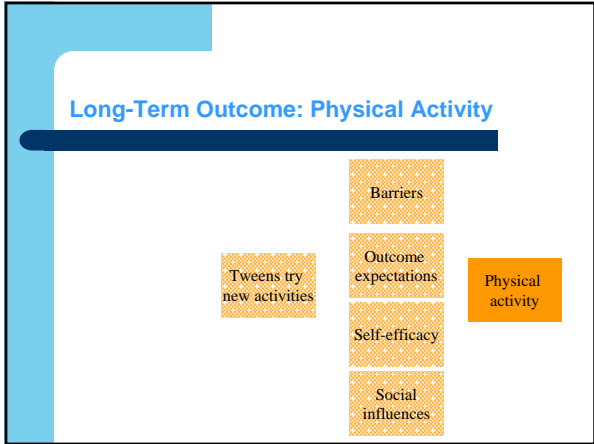 Long-Term Outcome: Physical Activity
Barriers
Tweens try
new activities
Outcome
expectations
Self-efficacy
Social
influences
Physical
activity